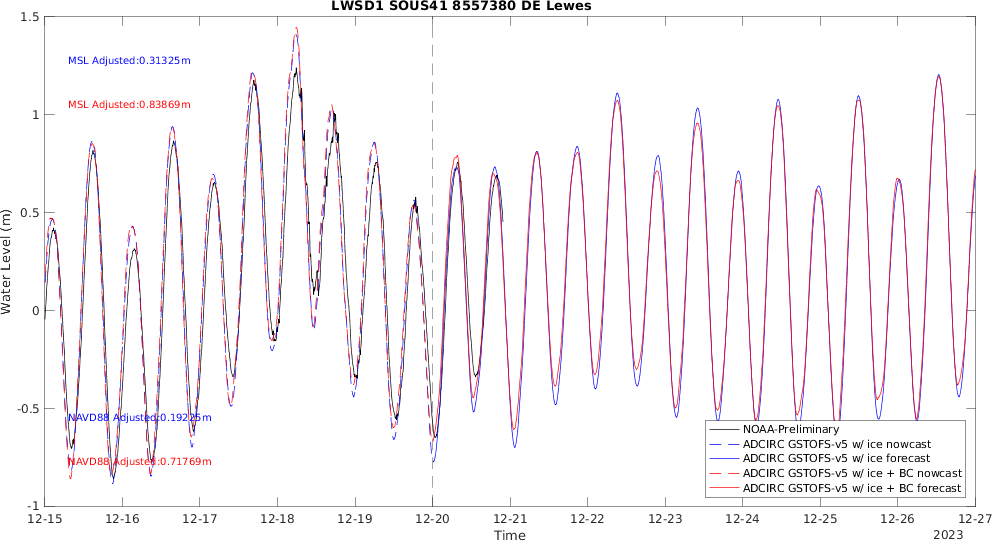 LWSD1 SOUS41 8557380 DE Lewes
1.5
MSL Adjusted:0.31325m
MSL Adjusted:0.83869m
1
0.5
Water Level (m)
0
-0.5
NAVD88 Adjusted:0.19225m
NAVD88 Adjusted:0.71769m
-1
NOAA-Preliminary
ADCIRC GSTOFS-v5 w/ ice nowcast
ADCIRC GSTOFS-v5 w/ ice forecast
ADCIRC GSTOFS-v5 w/ ice + BC nowcast
ADCIRC GSTOFS-v5 w/ ice + BC forecast
12-15 12-16 12-17 12-18 12-19 12-20 12-21 12-22 12-23 12-24 12-25 12-26 12-27
Time
2023